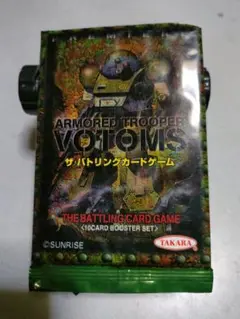 ARMORED TROOPER
VOTOMS
ザ バトリングカードゲーム
THE BATTLING CARD GAME
〈10CARD BOOSTER SET〉
©SUNRISE
TAKARA